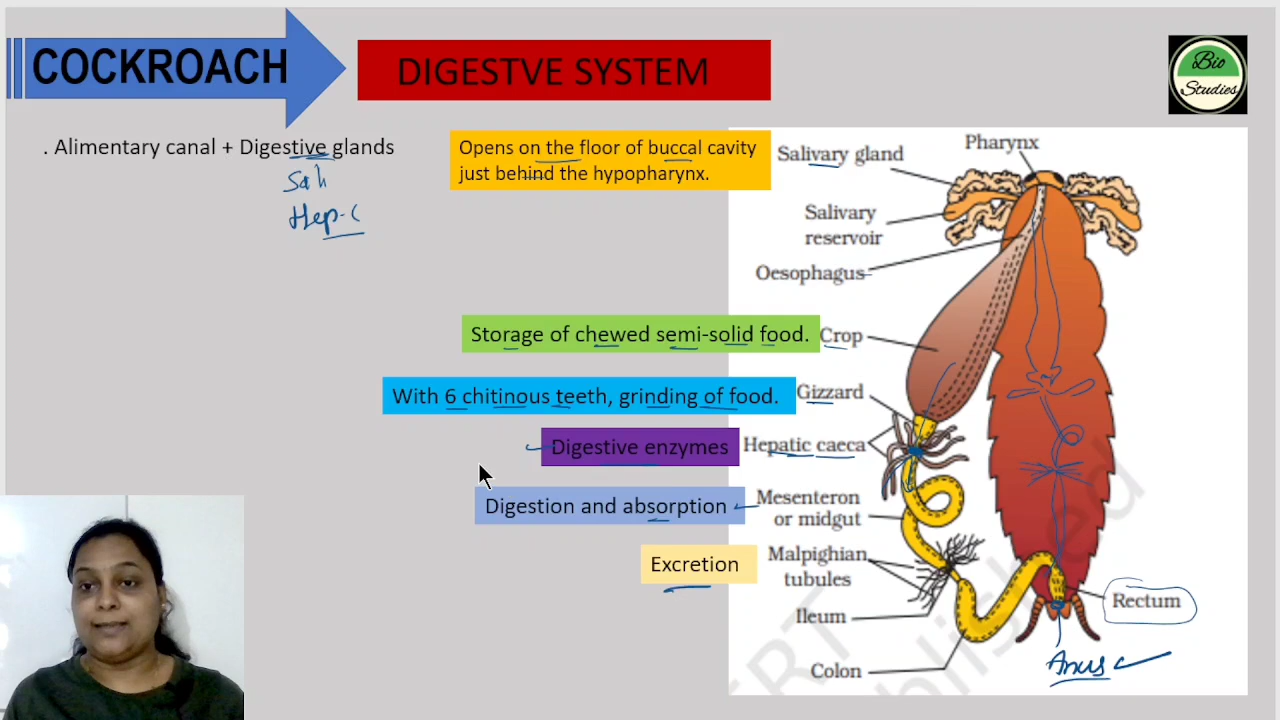 COCKROACH
DIGESTVE SYSTEM
Bio
Studies
. Alimentary canal + Digestive glands
Hep-C
Opens on the floor of buccal cavity
just behind the hypopharynx.
Pharynx
Salivary gland
Salivary
reservoir
Oesophagus
Storage of chewed semi-solid food.
Crop
With 6 chitinous teeth, grinding of food.
Gizzard
Digestive enzymes
Hepatic caeca
Digestion and absorption
Mesenteron
or midgut
Excretion
Malpighian
tubules
Ileum
Rectum
Colon
Anus